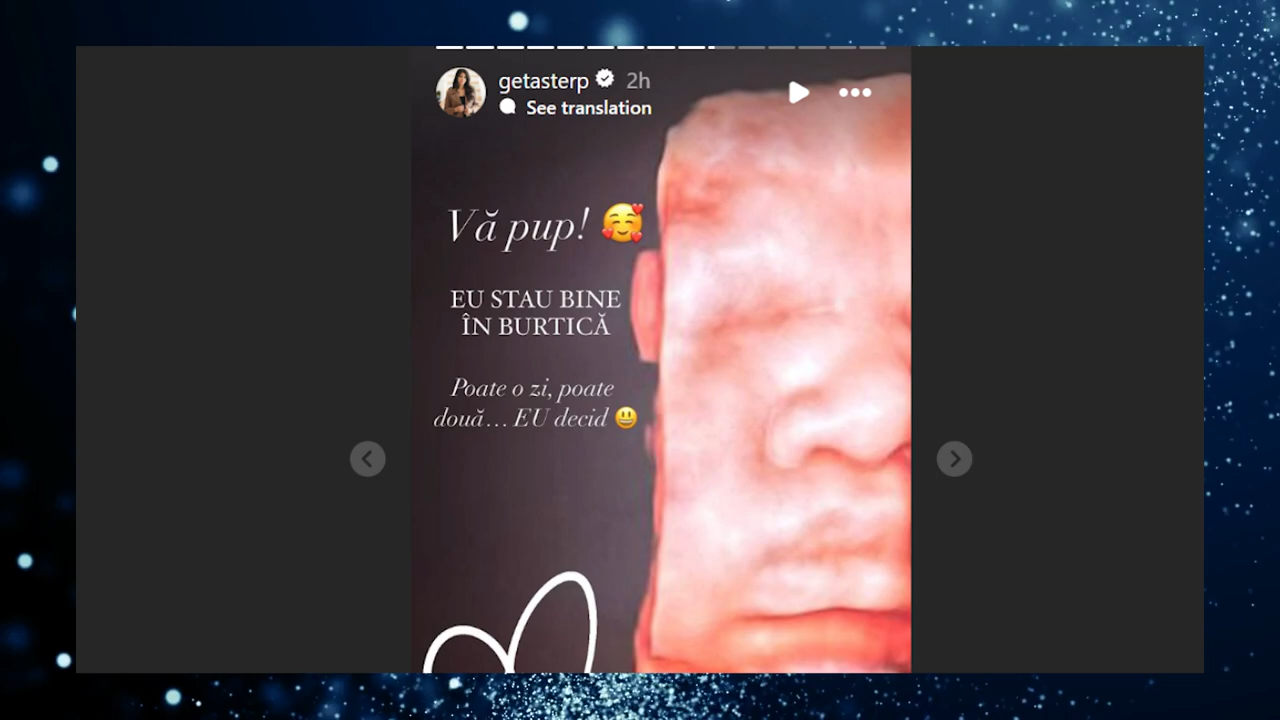 getasterp 2h
See translation
Vă pup! 🥰
EU STAU BINE
ÎN BURTICĂ
Poate o zi, poate
două... EU decid 😃